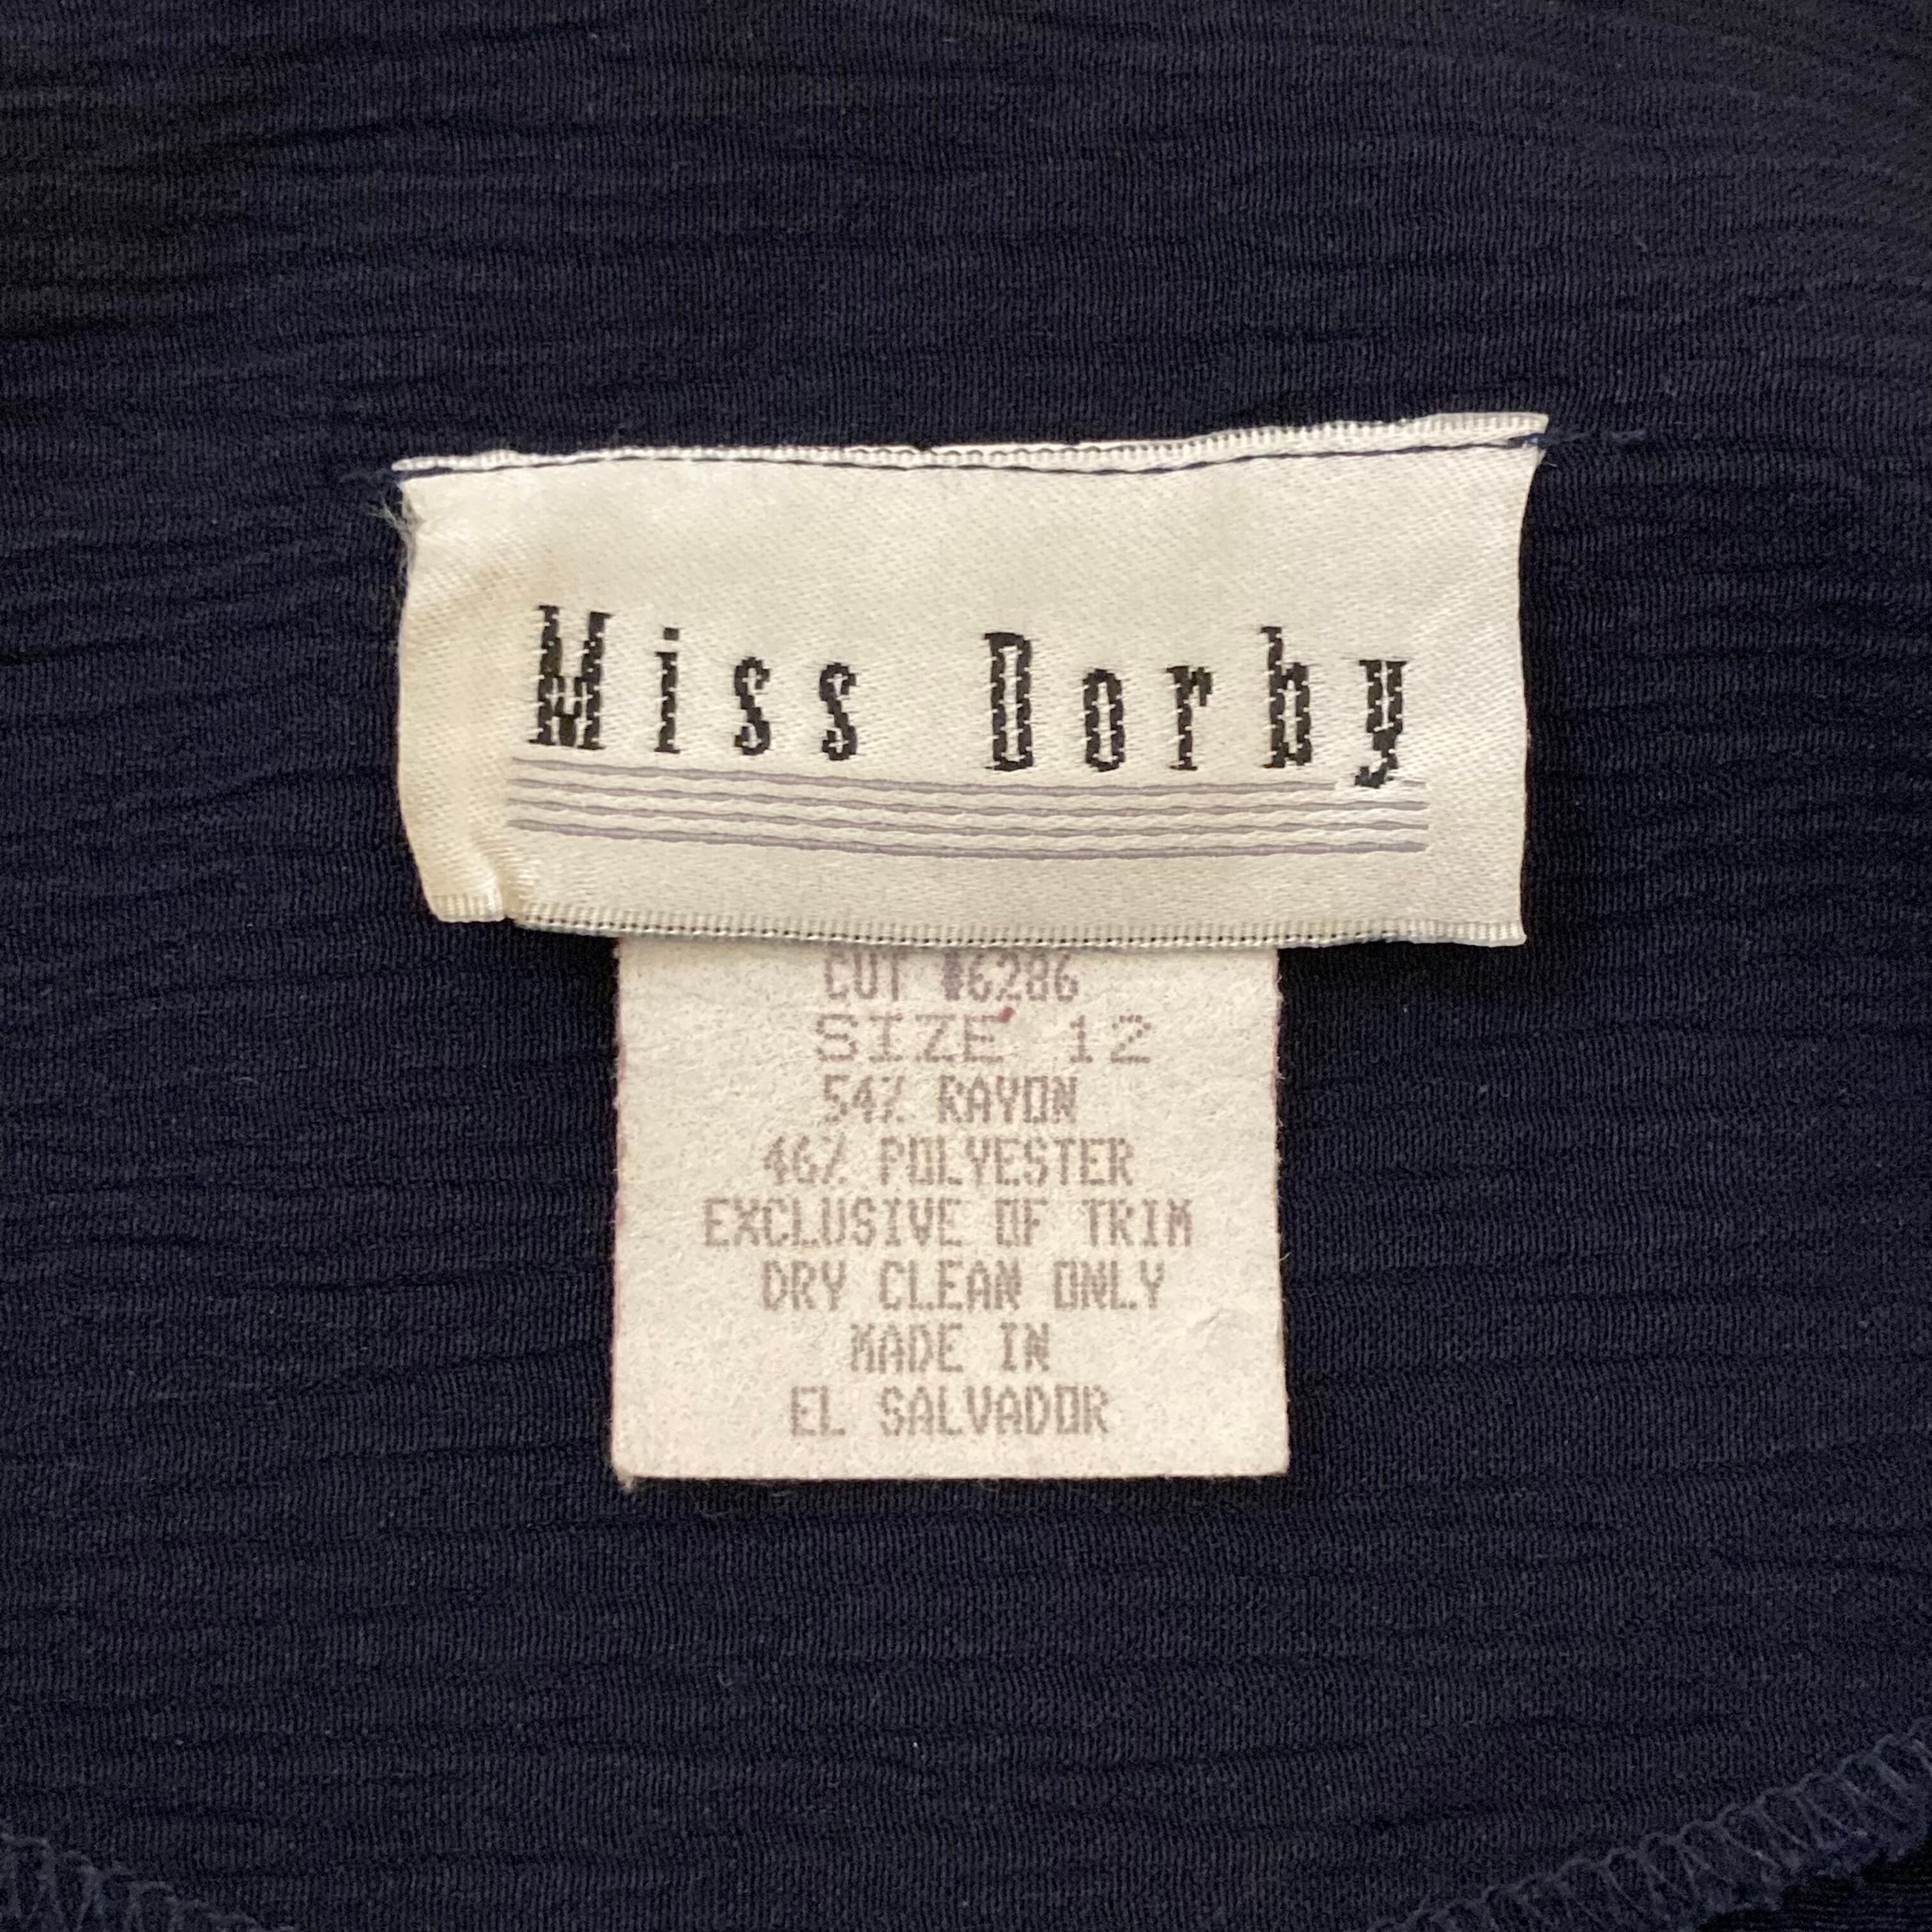 Miss Dorby
CUT #6286
SIZE 12
54% RAYON
46% POLYESTER
EXCLUSIVE OF TRIM
DRY CLEAN ONLY
MADE IN
EL SALVADOR